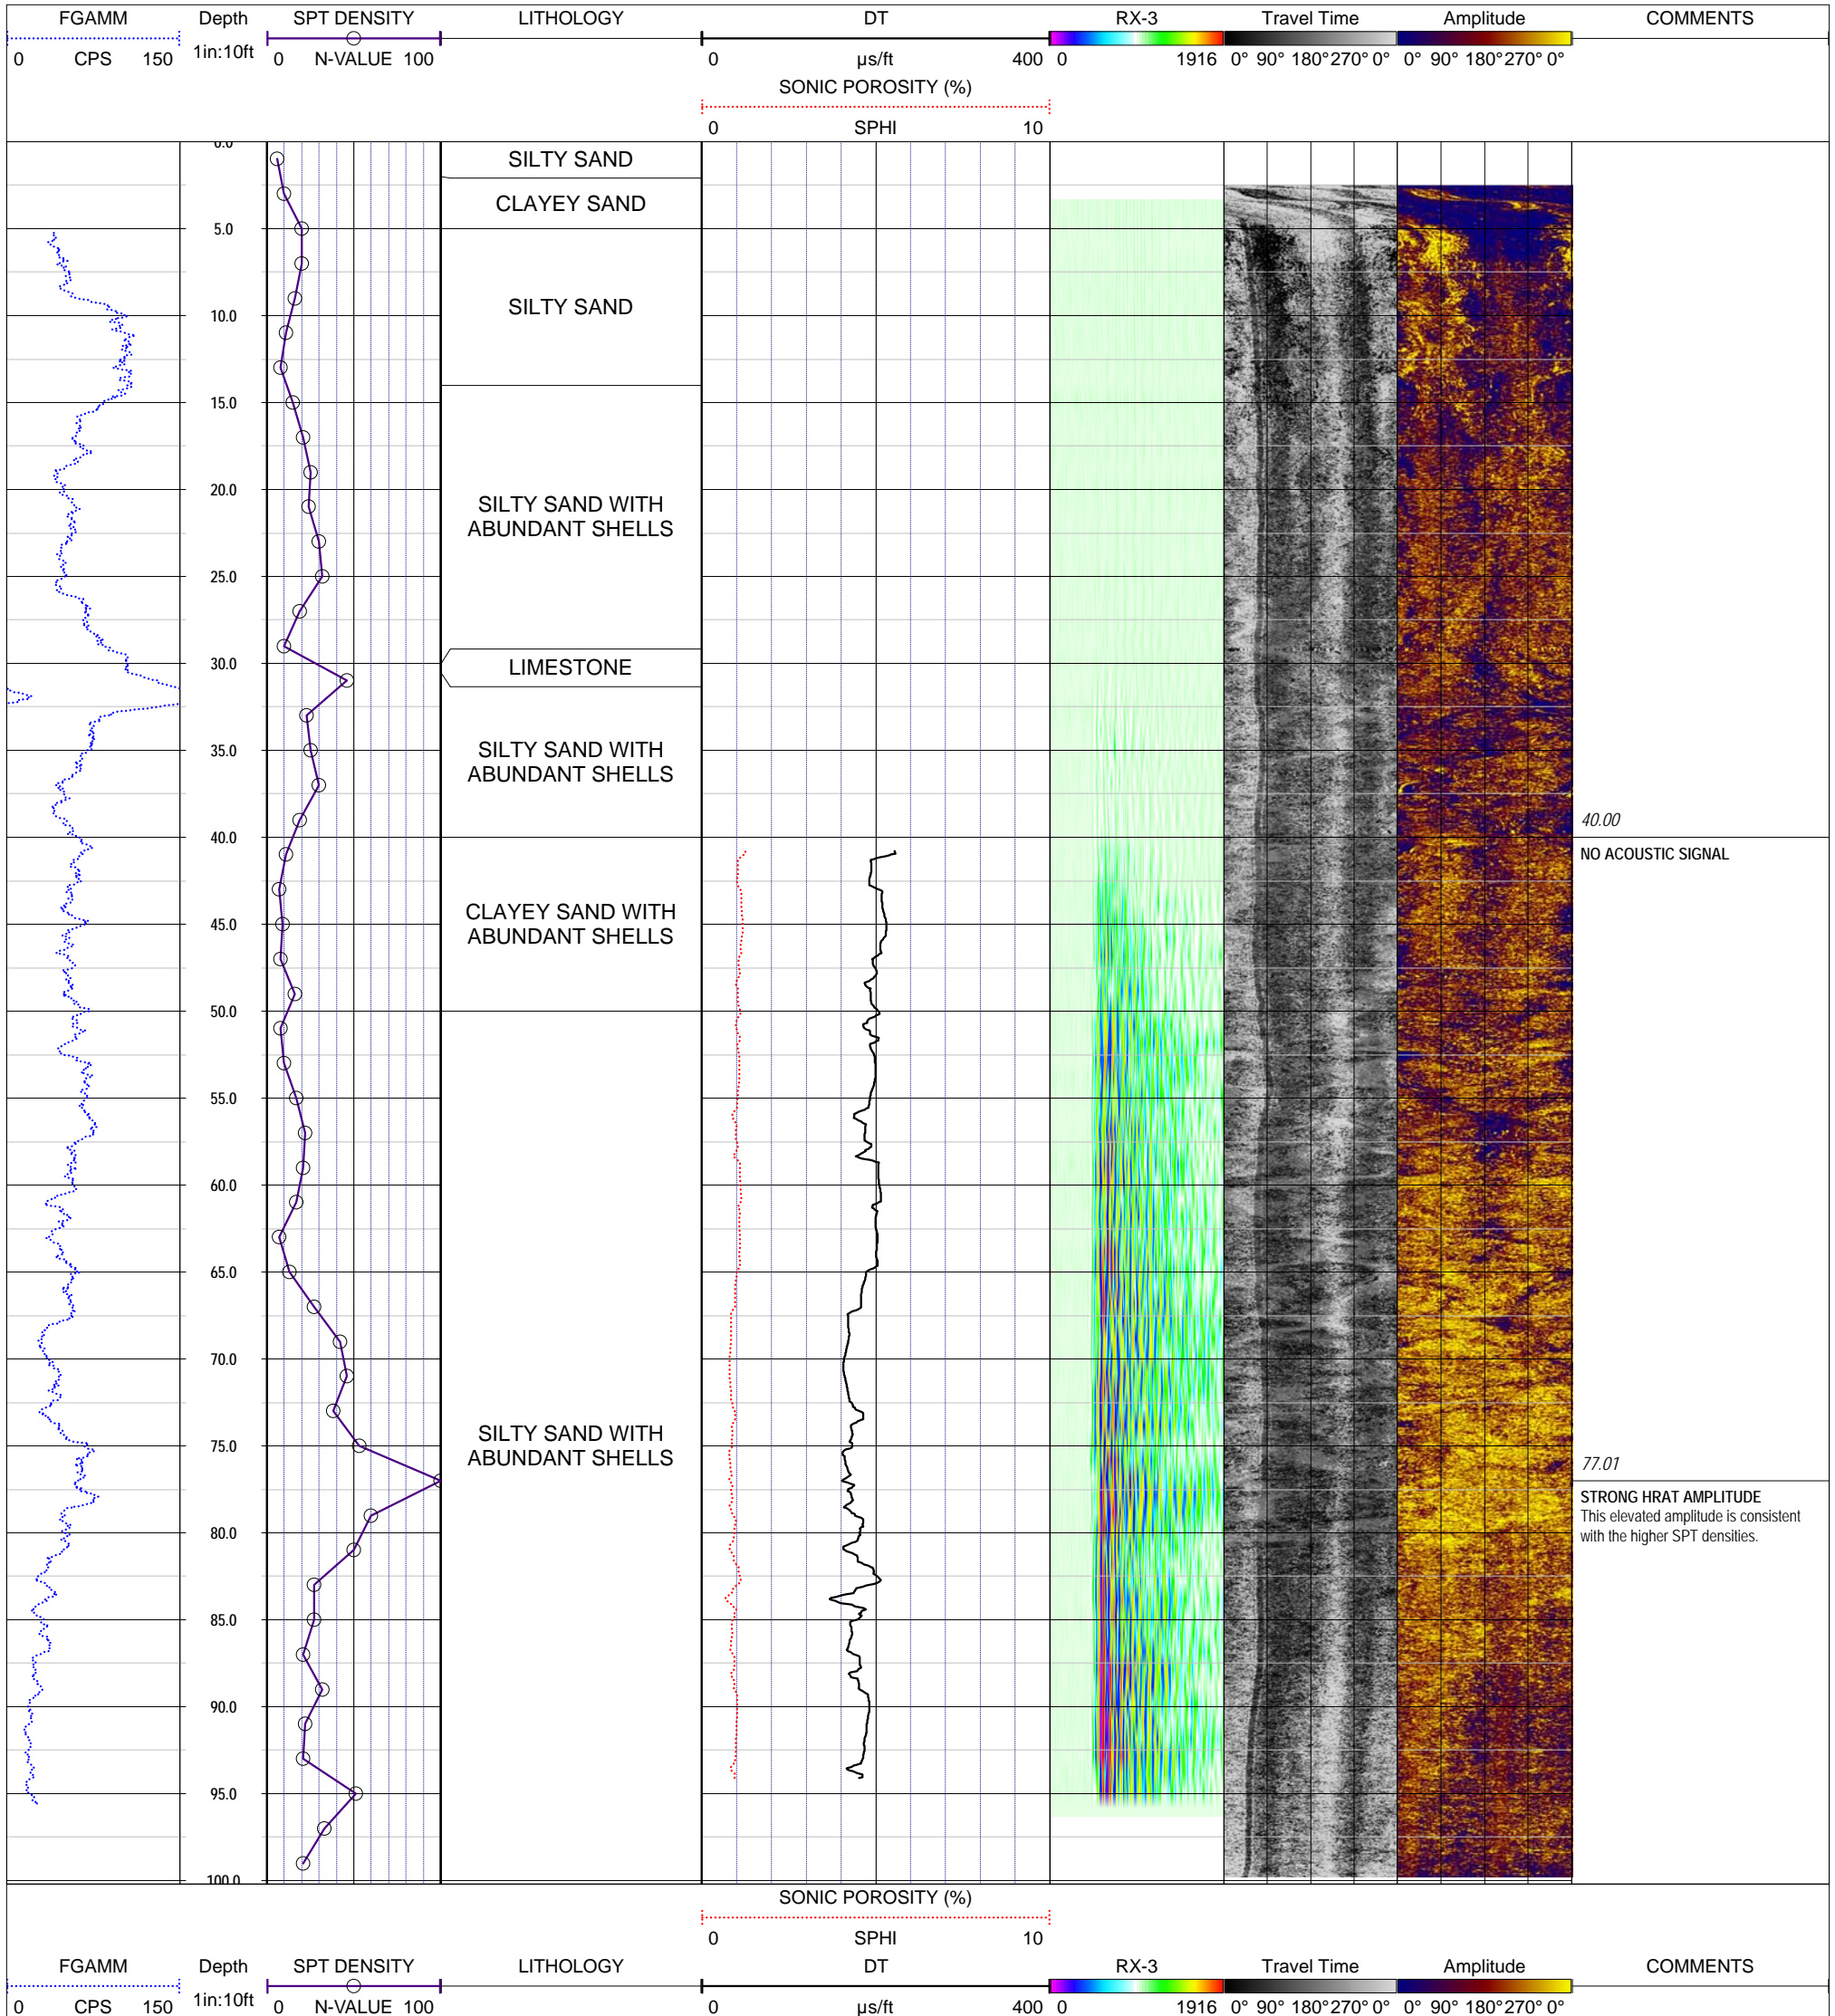 FGAMM Depth SPT DENSITY LITHOLOGY DT RX-3 Travel Time Amplitude COMMENTS
0 CPS 150 1in:10ft 0 N-VALUE 100 0 µs/ft 400 0 1916 0° 90° 180°270° 0° 0° 90° 180°270° 0°
SONIC POROSITY (%)
0 SPHI 10
0.0
SILTY SAND
CLAYEY SAND
5.0
SILTY SAND
10.0
15.0
20.0
SILTY SAND WITH
ABUNDANT SHELLS
25.0
30.0
LIMESTONE
35.0
SILTY SAND WITH
ABUNDANT SHELLS
40.00
40.0
NO ACOUSTIC SIGNAL
45.0
CLAYEY SAND WITH
ABUNDANT SHELLS
50.0
55.0
60.0
65.0
70.0
75.0
SILTY SAND WITH
ABUNDANT SHELLS
77.01
STRONG HRAT AMPLITUDE
This elevated amplitude is consistent
with the higher SPT densities.
80.0
85.0
90.0
95.0
100.0
SONIC POROSITY (%)
0 SPHI 10
FGAMM Depth SPT DENSITY LITHOLOGY DT RX-3 Travel Time Amplitude COMMENTS
0 CPS 150 1in:10ft 0 N-VALUE 100 0 µs/ft 400 0 1916 0° 90° 180°270° 0° 0° 90° 180°270° 0°